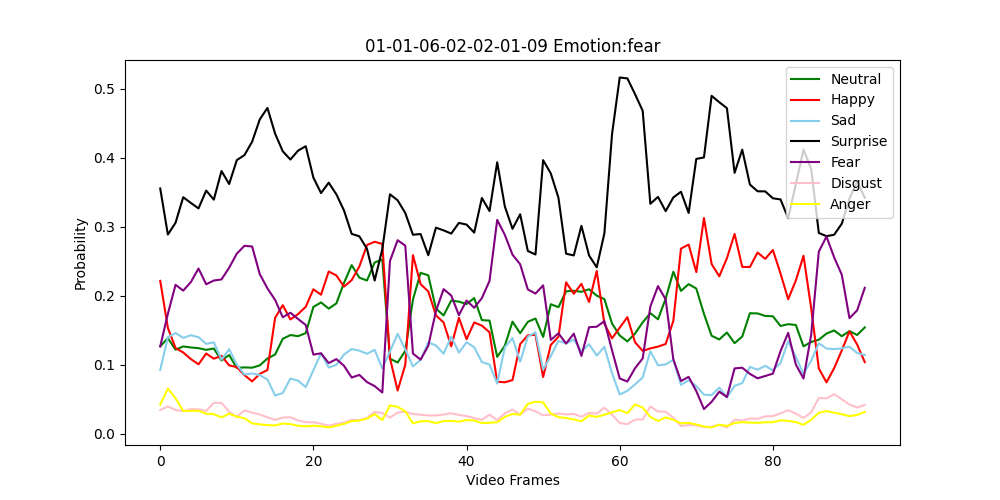 01-01-06-02-02-01-09 Emotion:fear
Probability
0.5
0.4
0.3
0.2
0.1
0.0
0
20
40
60
80
Video Frames
Neutral
Happy
Sad
Surprise
Fear
Disgust
Anger